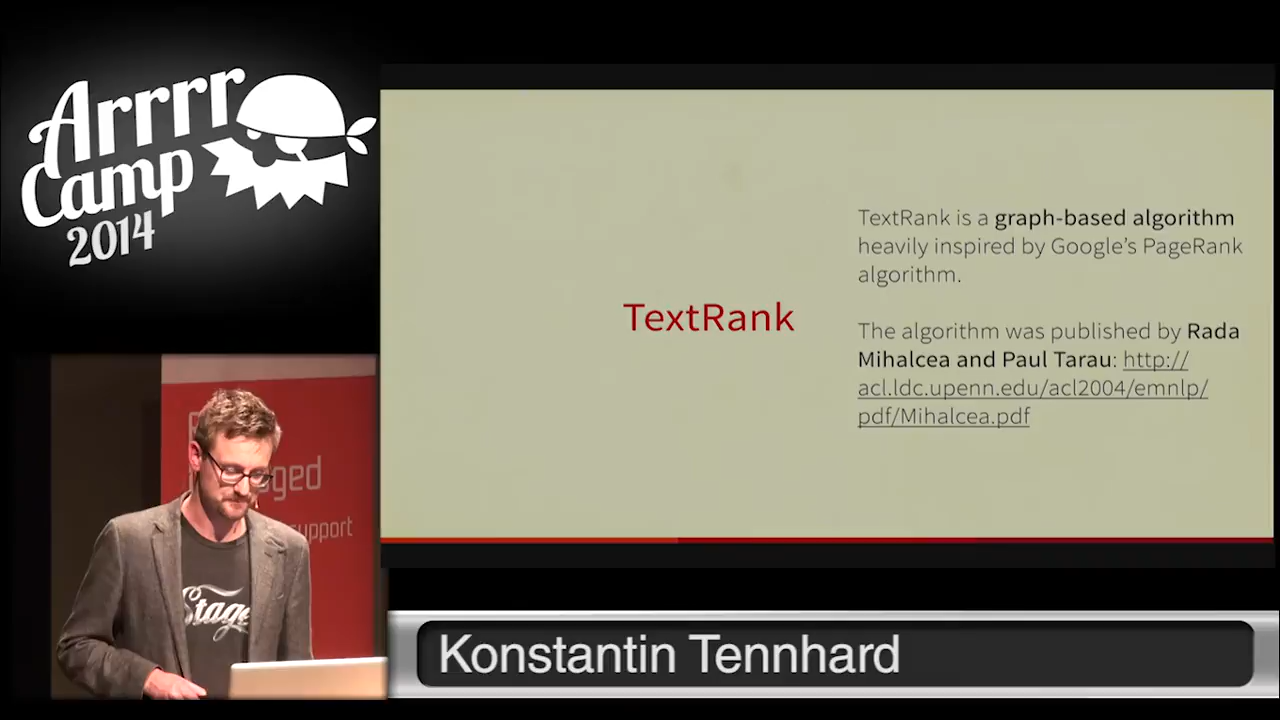 Arrrr
Camp
2014
TextRank is a graph-based algorithm
heavily inspired by Google's PageRank
algorithm.
TextRank
The algorithm was published by Rada
Mihalcea and Paul Tarau: http://
acl.ldc.upenn.edu/acl2004/emnlp/
pdf/Mihalcea.pdf
support
Konstantin Tennhard